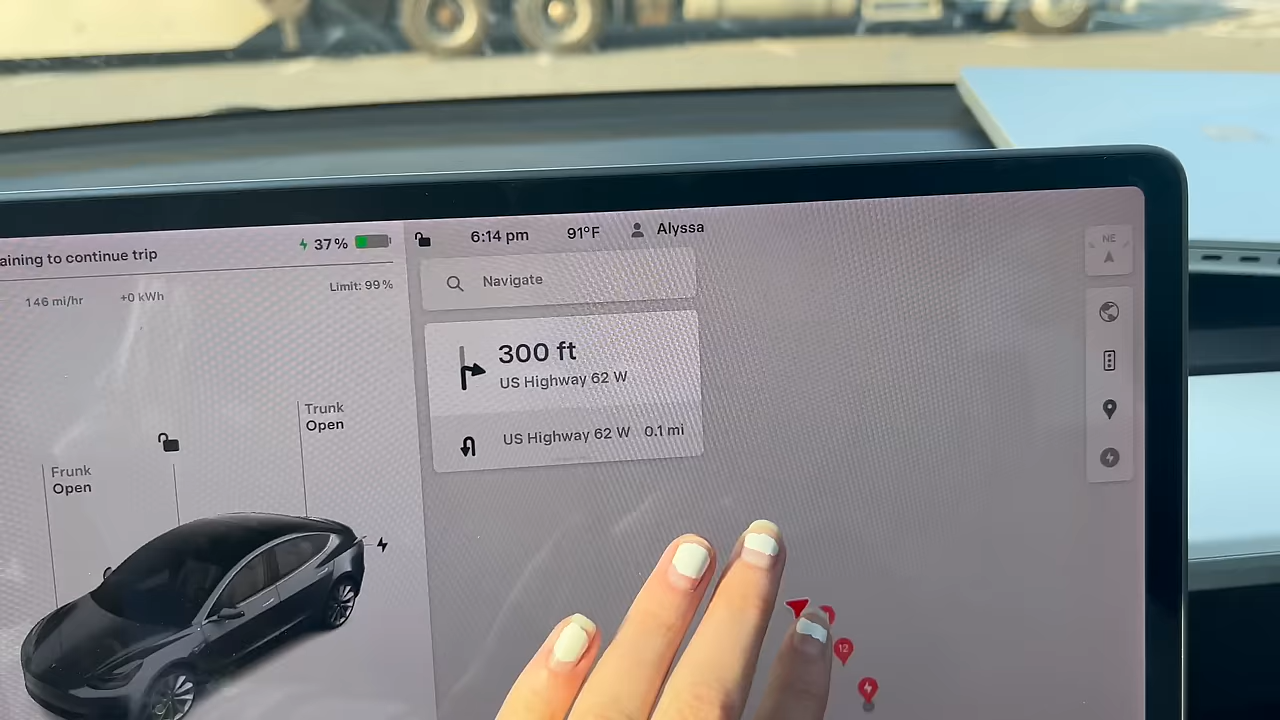 aining to continue trip
37%
146 mi/hr
+0 kWh
Limit: 99%
Trunk
Open
Frunk
Open
6:14 pm
91°F
Alyssa
Navigate
300 ft
US Highway 62 W
US Highway 62 W 0.1 mi
NE
12